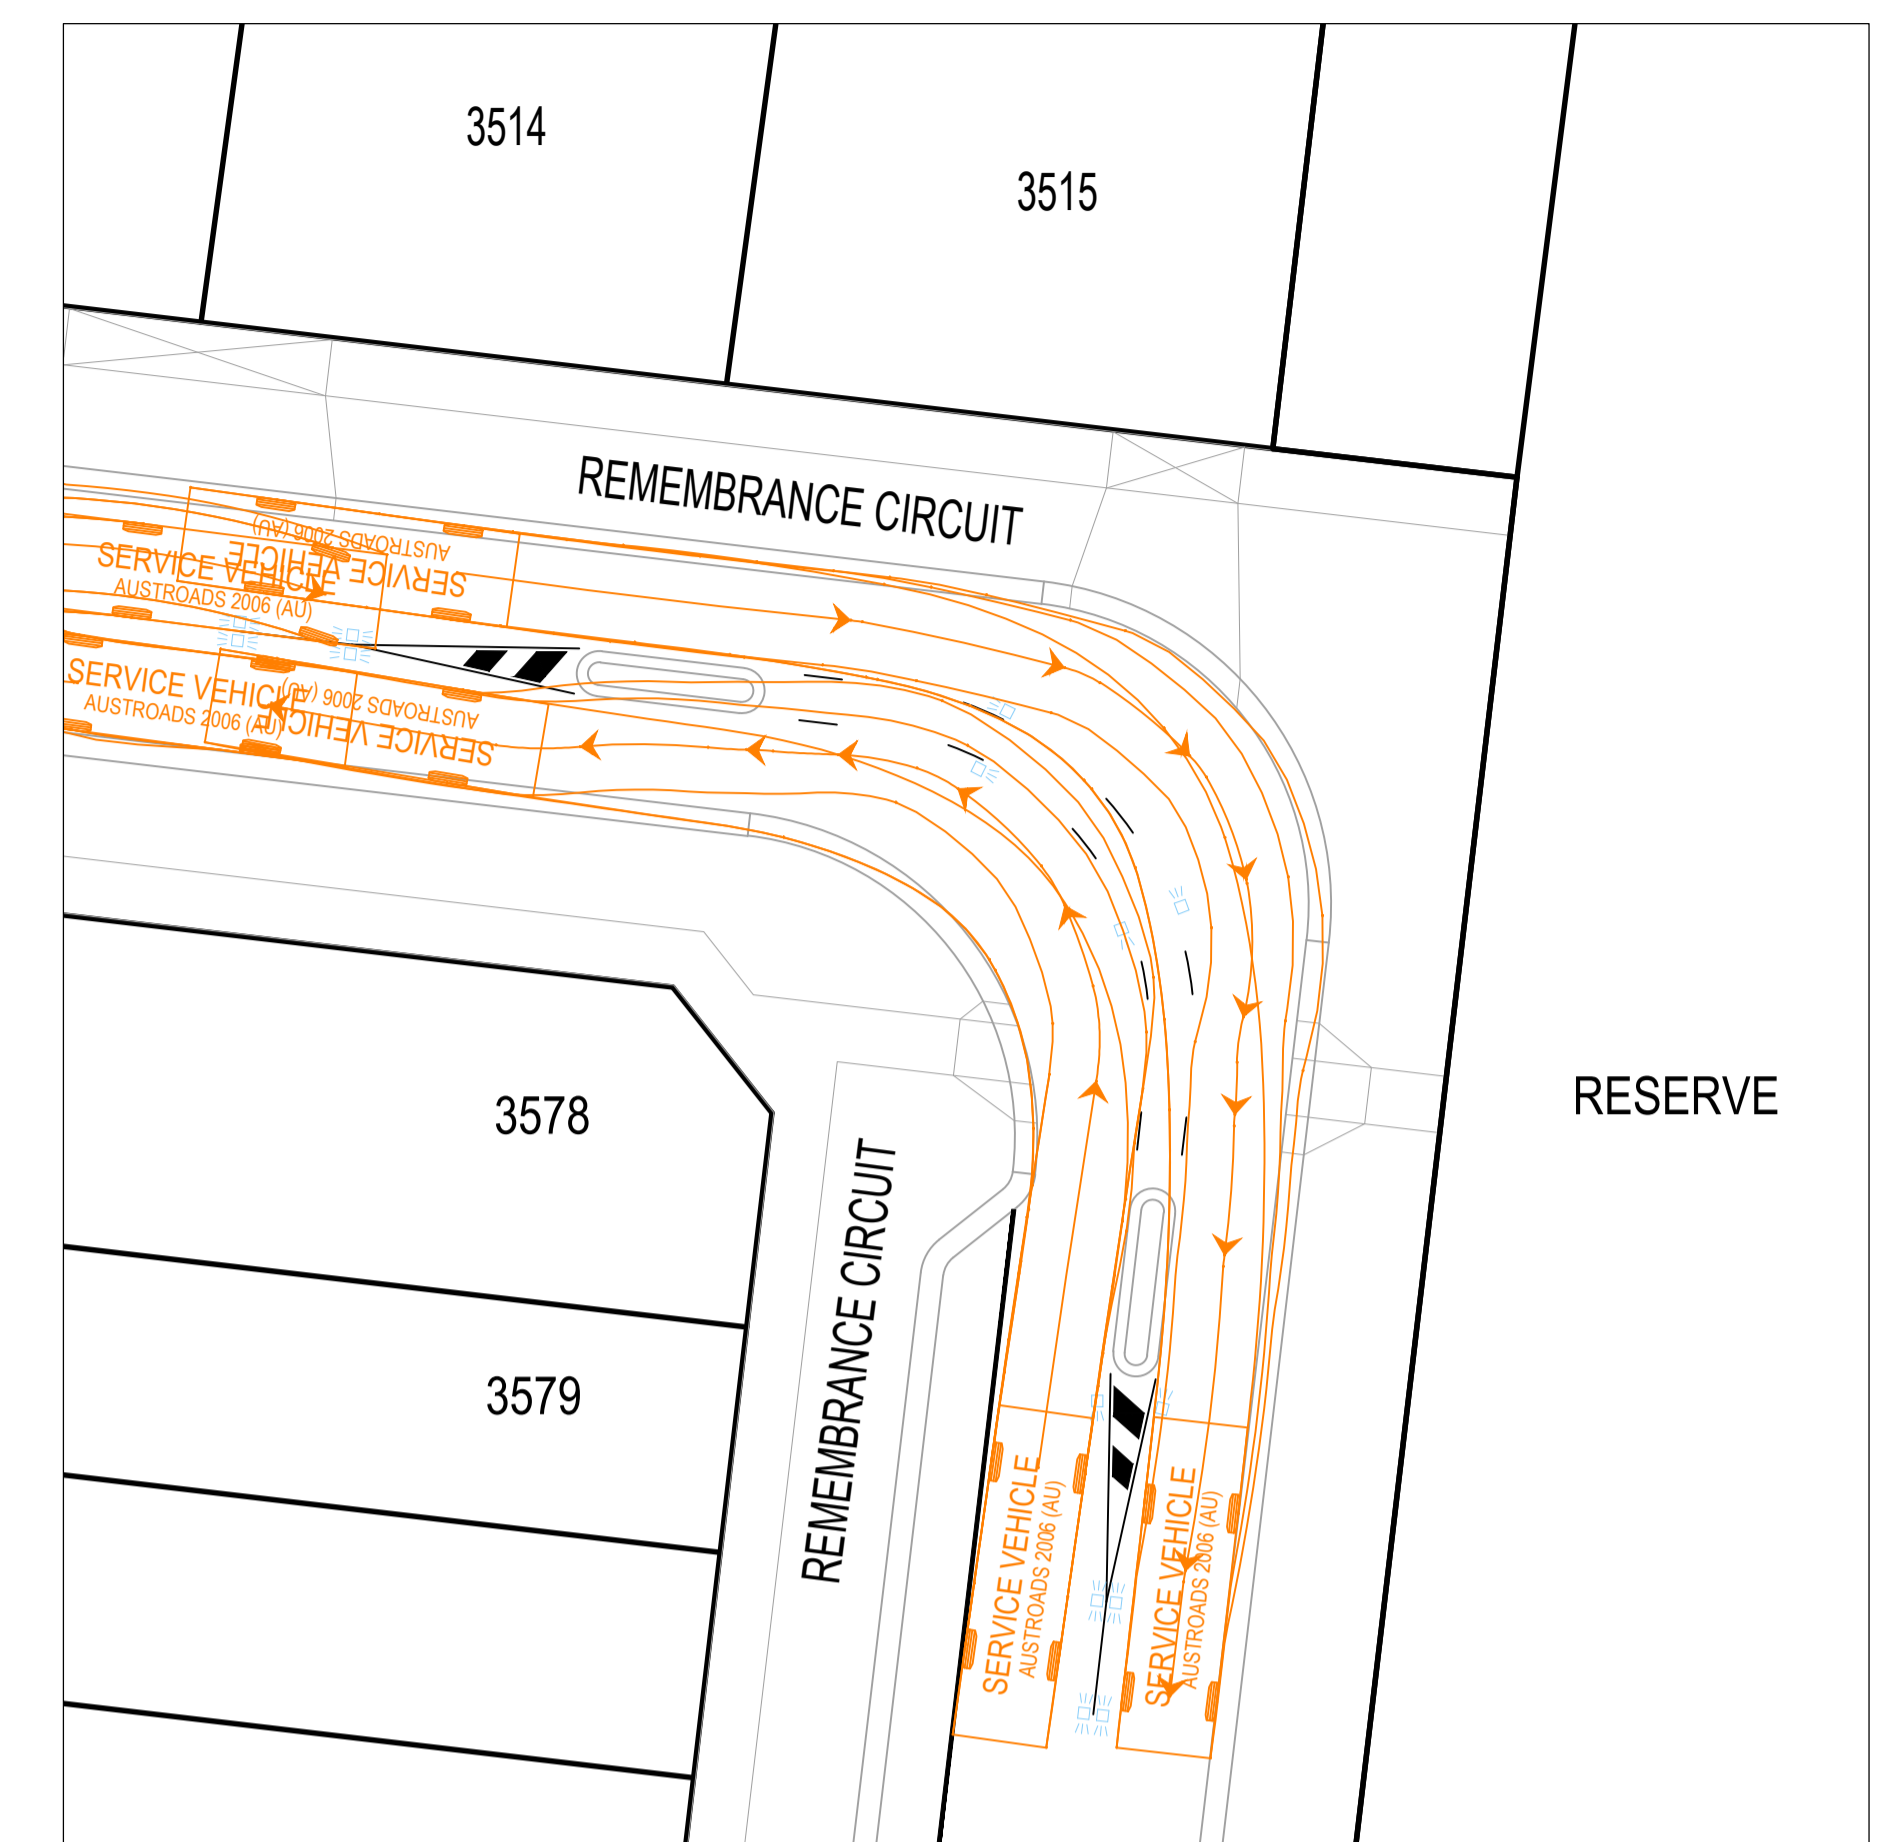 3514
3515
REMEMBRANCE CIRCUIT
AUSTROADS 2006 (AU)
SERVICE VEHICLE
SERVICE VEHICLE
AUSTROADS 2006 (AU)
SERVICE VEHICLE
AUSTROADS 2006 (AU)
AUSTROADS 2006 (AU)
SERVICE VEHICLE
3578
RESERVE
REMEMBRANCE CIRCUIT
3579
SERVICE VEHICLE
AUSTROADS 2006 (AU)
SERVICE VEHICLE
AUSTROADS 2006 (AU)